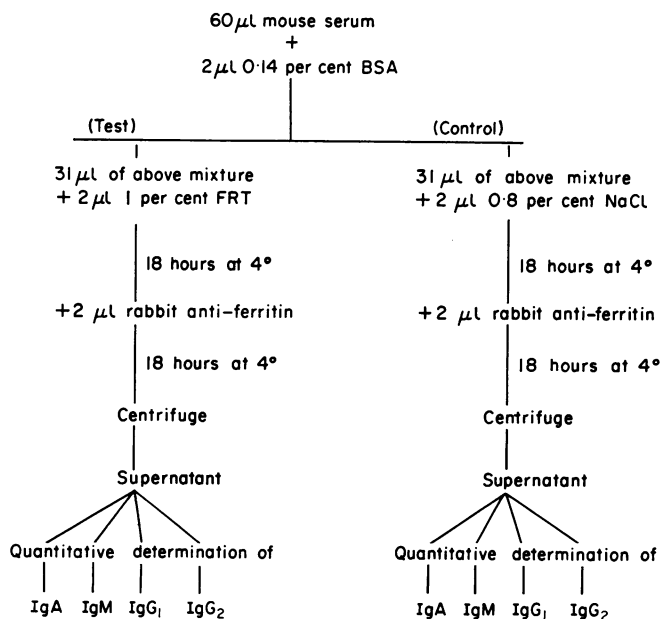 60 μl mouse serum
+
2 μl 0·14 per cent BSA
(Test)
(Control)
31 μl of above mixture
+ 2 μl 1 per cent FRT
31 μl of above mixture
+ 2 μl 0·8 per cent NaCl
18 hours at 4°
18 hours at 4°
+2 μl rabbit anti-ferritin
+2 μl rabbit anti-ferritin
18 hours at 4°
18 hours at 4°
Centrifuge
Centrifuge
Supernatant
Supernatant
Quantitative determination of
Quantitative determination of
IgA IgM IgG₁ IgG₂
IgA IgM IgG₁ IgG₂